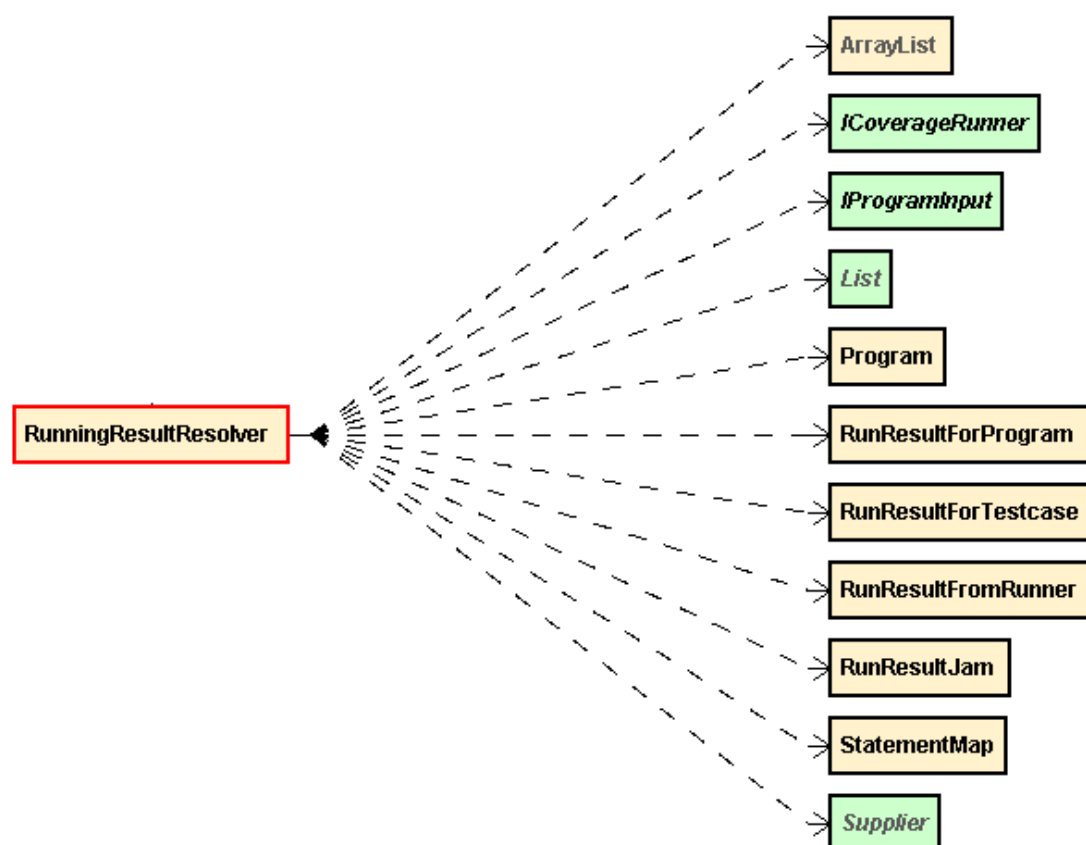 ArrayList
ICoverageRunner
IProgramInput
List
Program
RunningResultResolver
RunResultForProgram
RunResultForTestcase
RunResultFromRunner
RunResultJam
StatementMap
Supplier